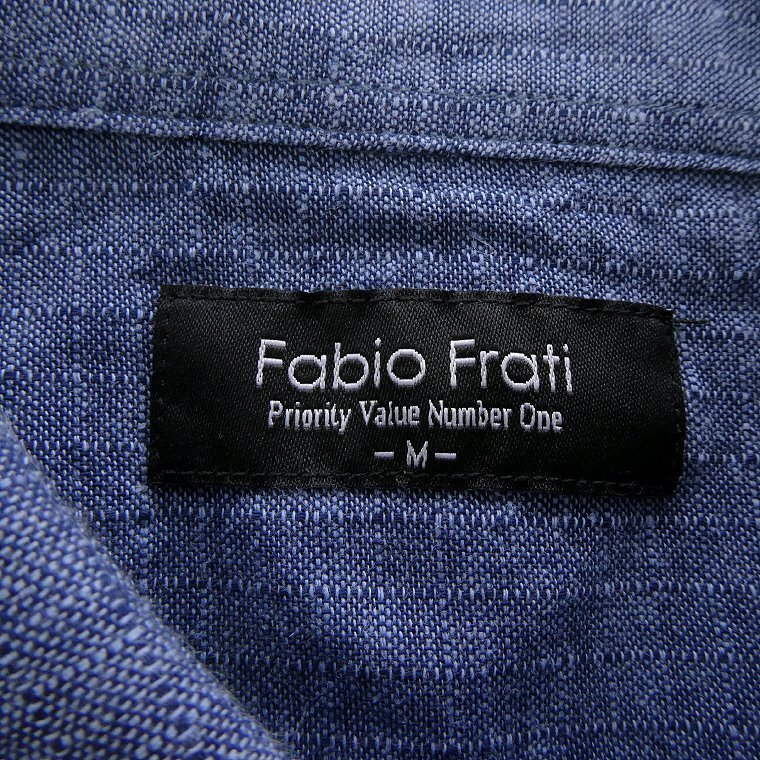 Fabio Frati
Priority Value Number One
- M -